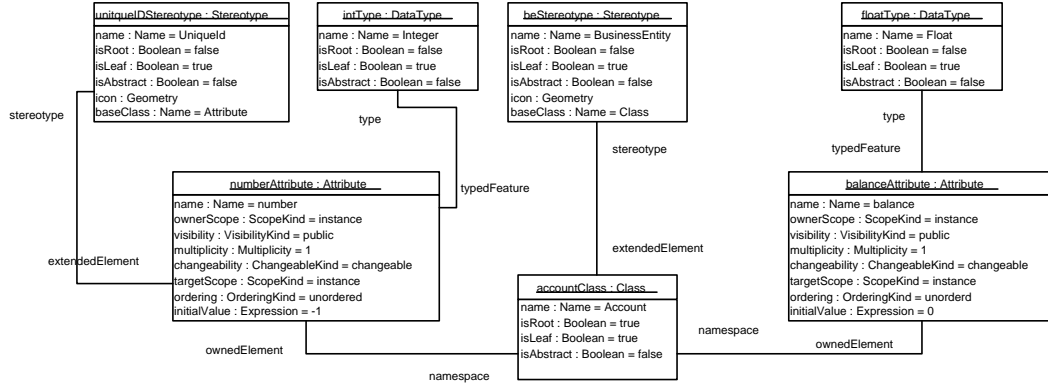 unitqueIDStereotype : Stereotype
name : Name = UniqueId
isRoot : Boolean = false
isLeaf : Boolean = true
isAbstract : Boolean = false
icon : Geometry
baseClass : Name = Attribute
intType : DataType
name : Name = Integer
isRoot : Boolean = false
isLeaf : Boolean = true
isAbstract : Boolean = false
beStereotype : Stereotype
name : Name = BusinessEntity
isRoot : Boolean = false
isLeaf : Boolean = true
isAbstract : Boolean = false
icon : Geometry
baseClass : Name = Class
floatType : DataType
name : Name = Float
isRoot : Boolean = false
isLeaf : Boolean = true
isAbstract : Boolean = false
stereotype
type
stereotype
type
typedFeature
typedFeature
numberAttribute : Attribute
name : Name = number
ownerScope : ScopeKind = instance
visibility : VisibilityKind = public
multiplicity : Multiplicity = 1
changeability : ChangeableKind = changeable
targetScope : ScopeKind = instance
ordering : OrderingKind = unordered
initialValue : Expression = -1
balanceAttribute : Attribute
name : Name = balance
ownerScope : ScopeKind = instance
visibility : VisibilityKind = public
multiplicity : Multiplicity = 1
changeability : ChangeableKind = changeable
targetScope : ScopeKind = instance
ordering : OrderingKind = unorderd
initialValue : Expression = 0
extendedElement
extendedElement
accountClass : Class
name : Name = Account
isRoot : Boolean = true
isLeaf : Boolean = true
isAbstract : Boolean = false
namespace
ownedElement
ownedElement
namespace